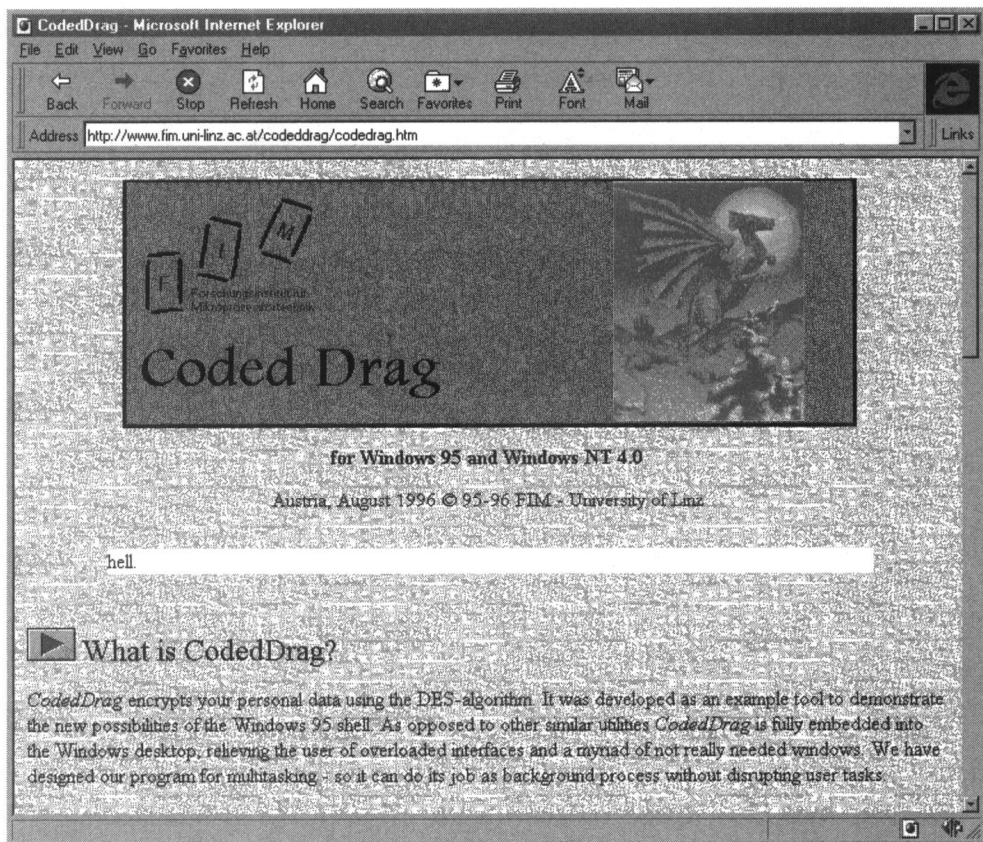 CodedDrag - Microsoft Internet Explorer
File Edit View Go Favorites Help
Back Forward Stop Refresh Home Search Favorites Print Font Mail
Address http://www.fim.uni-linz.ac.at/codeddrag/codedrag.htm Links
F I M
Forschungsinstitut für
Mikroprozessortechnik
Coded Drag
for Windows 95 and Windows NT 4.0
Austria, August 1996 © 95-96 FIM - University of Linz
hell.
What is CodedDrag?
CodedDrag encrypts your personal data using the DES-algorithm. It was developed as an example tool to demonstrate
the new possibilities of the Windows 95 shell. As opposed to other similar utilities CodedDrag is fully embedded into
the Windows desktop, relieving the user of overloaded interfaces and a myriad of not really needed windows. We have
designed our program for multitasking - so it can do its job as background process without disrupting user tasks.